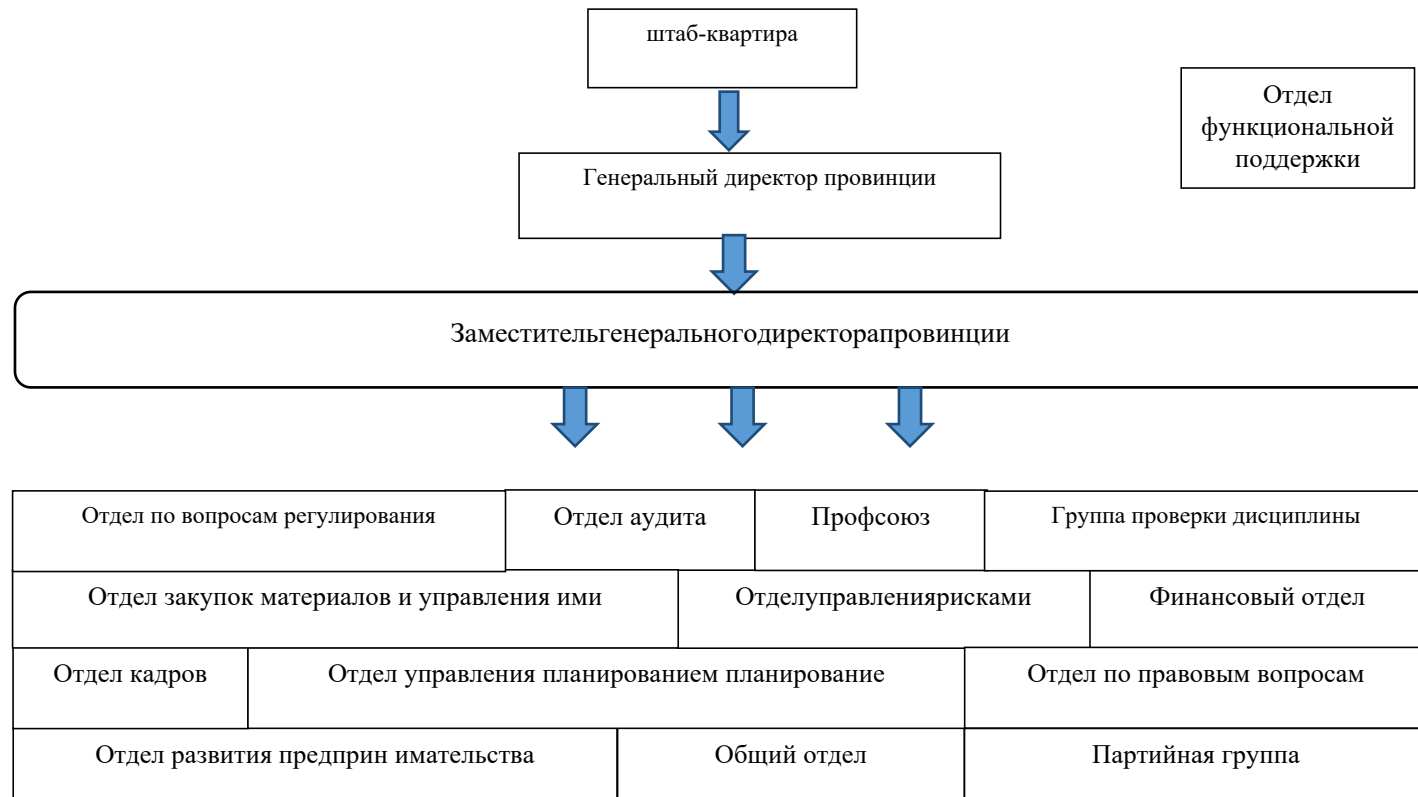 штаб-квартира
Отдел
функциональной
поддержки
Генеральный директор провинции
Заместительгенеральногодиректорапровинции
Отдел по вопросам регулирования
Отдел аудита
Профсоюз
Группа проверки дисциплины
Отдел закупок материалов и управления ими
Отделуправлениярисками
Финансовый отдел
Отдел кадров
Отдел управления планированием планирование
Отдел по правовым вопросам
Отдел развития предприн имательства
Общий отдел
Партийная группа